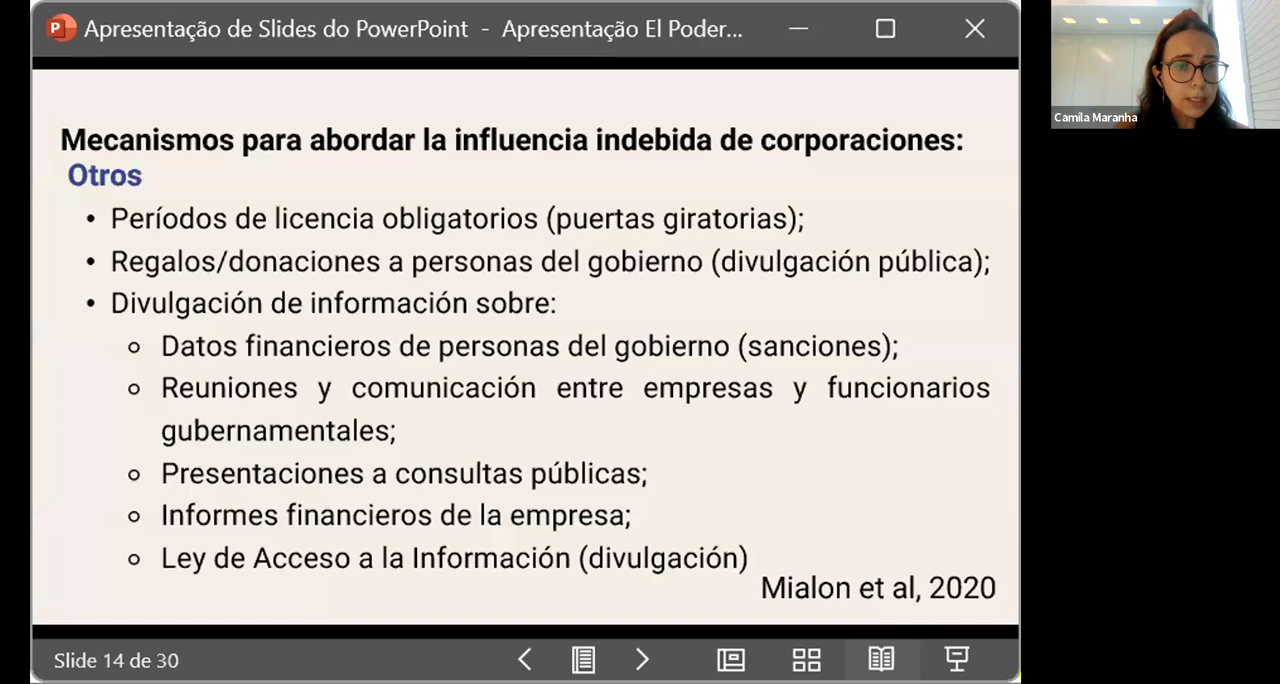 Apresentação de Slides do PowerPoint - Apresentação El Poder...
Camila Maranha
Mecanismos para abordar la influencia indebida de corporaciones:
Otros
• Períodos de licencia obligatorios (puertas giratorias);
• Regalos/donaciones a personas del gobierno (divulgación pública);
• Divulgación de información sobre:
Datos financieros de personas del gobierno (sanciones);
Reuniones y comunicación entre empresas y funcionarios
gubernamentales;
Presentaciones a consultas públicas;
Informes financieros de la empresa;
Ley de Acceso a la Información (divulgación)
Mialon et al, 2020
Slide 14 de 30